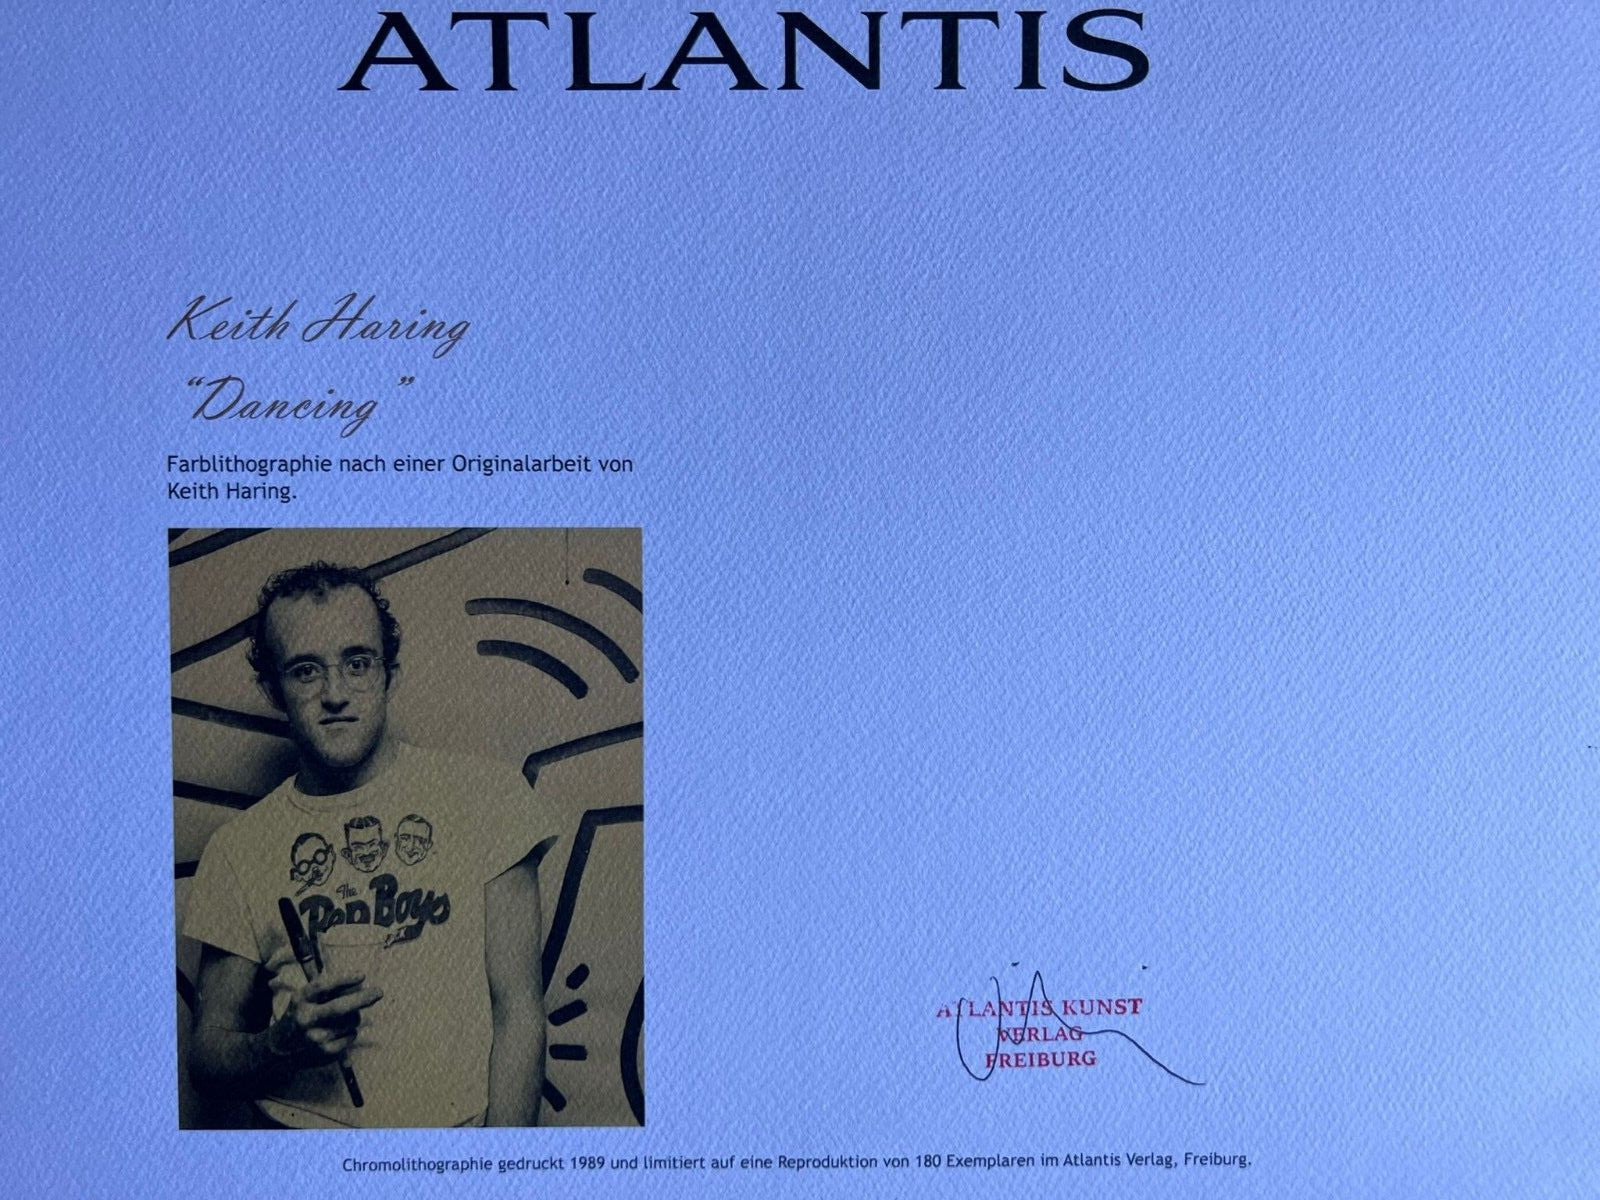 ATLANTIS
Keith Haring
“Dancing”
Farblithographie nach einer Originalarbeit von
Keith Haring.
The
Pep Boys
ATLANTIS KUNST
VERLAG
FREIBURG
Chromolithographie gedruckt 1989 und limitiert auf eine Reproduktion von 180 Exemplaren im Atlantis Verlag, Freiburg.